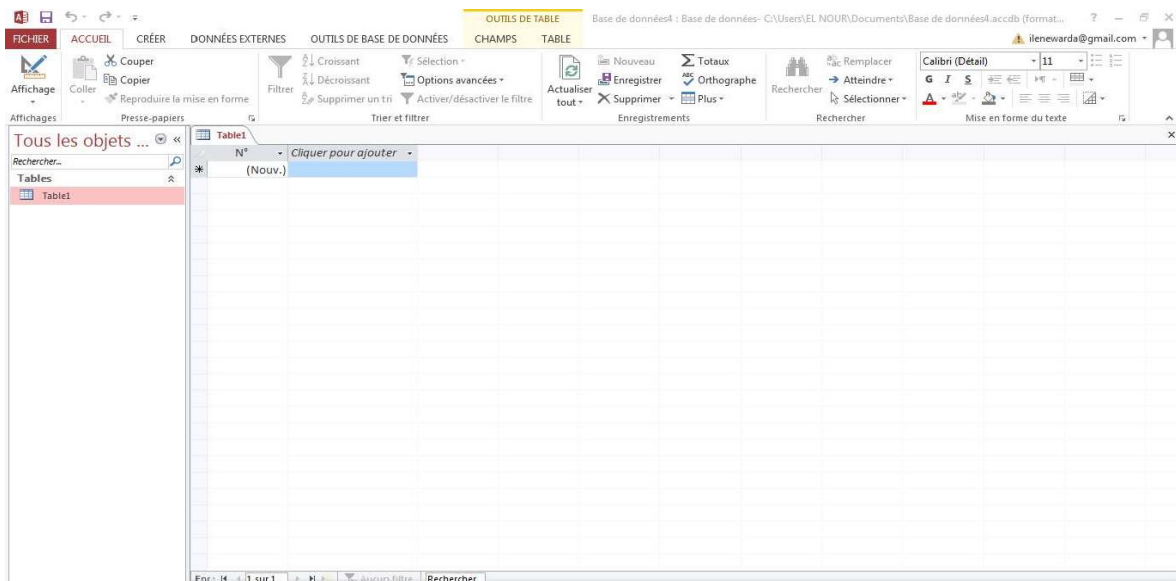 OUTILS DE TABLE Base de données4 : Base de données- C:\Users\EL NOUR\Documents\Base de données4.accdb (format... ?
FICHIER ACCUEIL CRÉER DONNÉES EXTERNES OUTILS DE BASE DE DONNÉES CHAMPS TABLE ilenewarda@gmail.com
Affichage
Coller
Couper
Copier
Reproduire la mise en forme
Filtrer
Croissant
Décroissant
Supprimer un tri
Sélection
Options avancées
Activer/désactiver le filtre
Actualiser
tout
Nouveau
Enregistrer
Supprimer
Totaux
Orthographe
Plus
Rechercher
Remplacer
Atteindre
Sélectionner
Calibri (Détail) 11
G I S
Affichages Presse-papiers Trier et filtrer Enregistrements Rechercher Mise en forme du texte
Tous les objets ... «
Rechercher...
Tables
Table1
Table1
N° Cliquer pour ajouter
(Nouv.)
Enr : 1 sur 1 Aucun filtre Rechercher